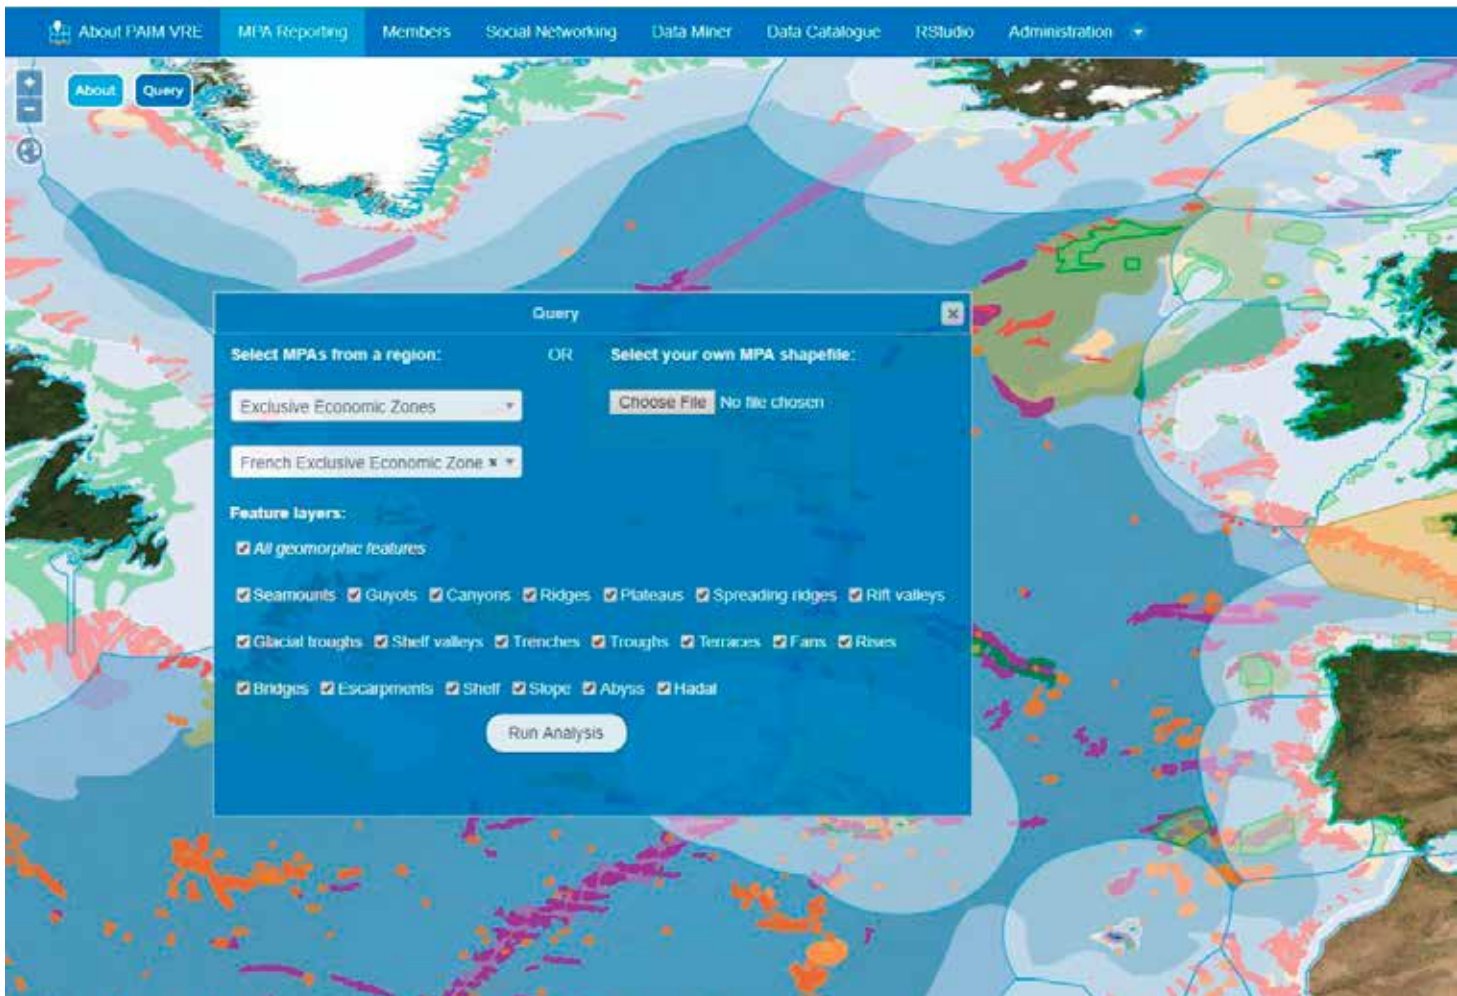 About PAIM VRE MPA Reporting Members Social Networking Data Miner Data Catalogue RStudio Administration
+
About Query
-
Query x
Select MPAs from a region: OR Select your own MPA shapefile:
Exclusive Economic Zones Choose File No file chosen
French Exclusive Economic Zone x
Feature layers:
All geomorphic features
Seamounts Guyots Canyons Ridges Plateaus Spreading ridges Rift valleys
Glacial troughs Shelf valleys Trenches Troughs Terraces Fans Rises
Bridges Escarpments Shelf Slope Abyss Hadal
Run Analysis